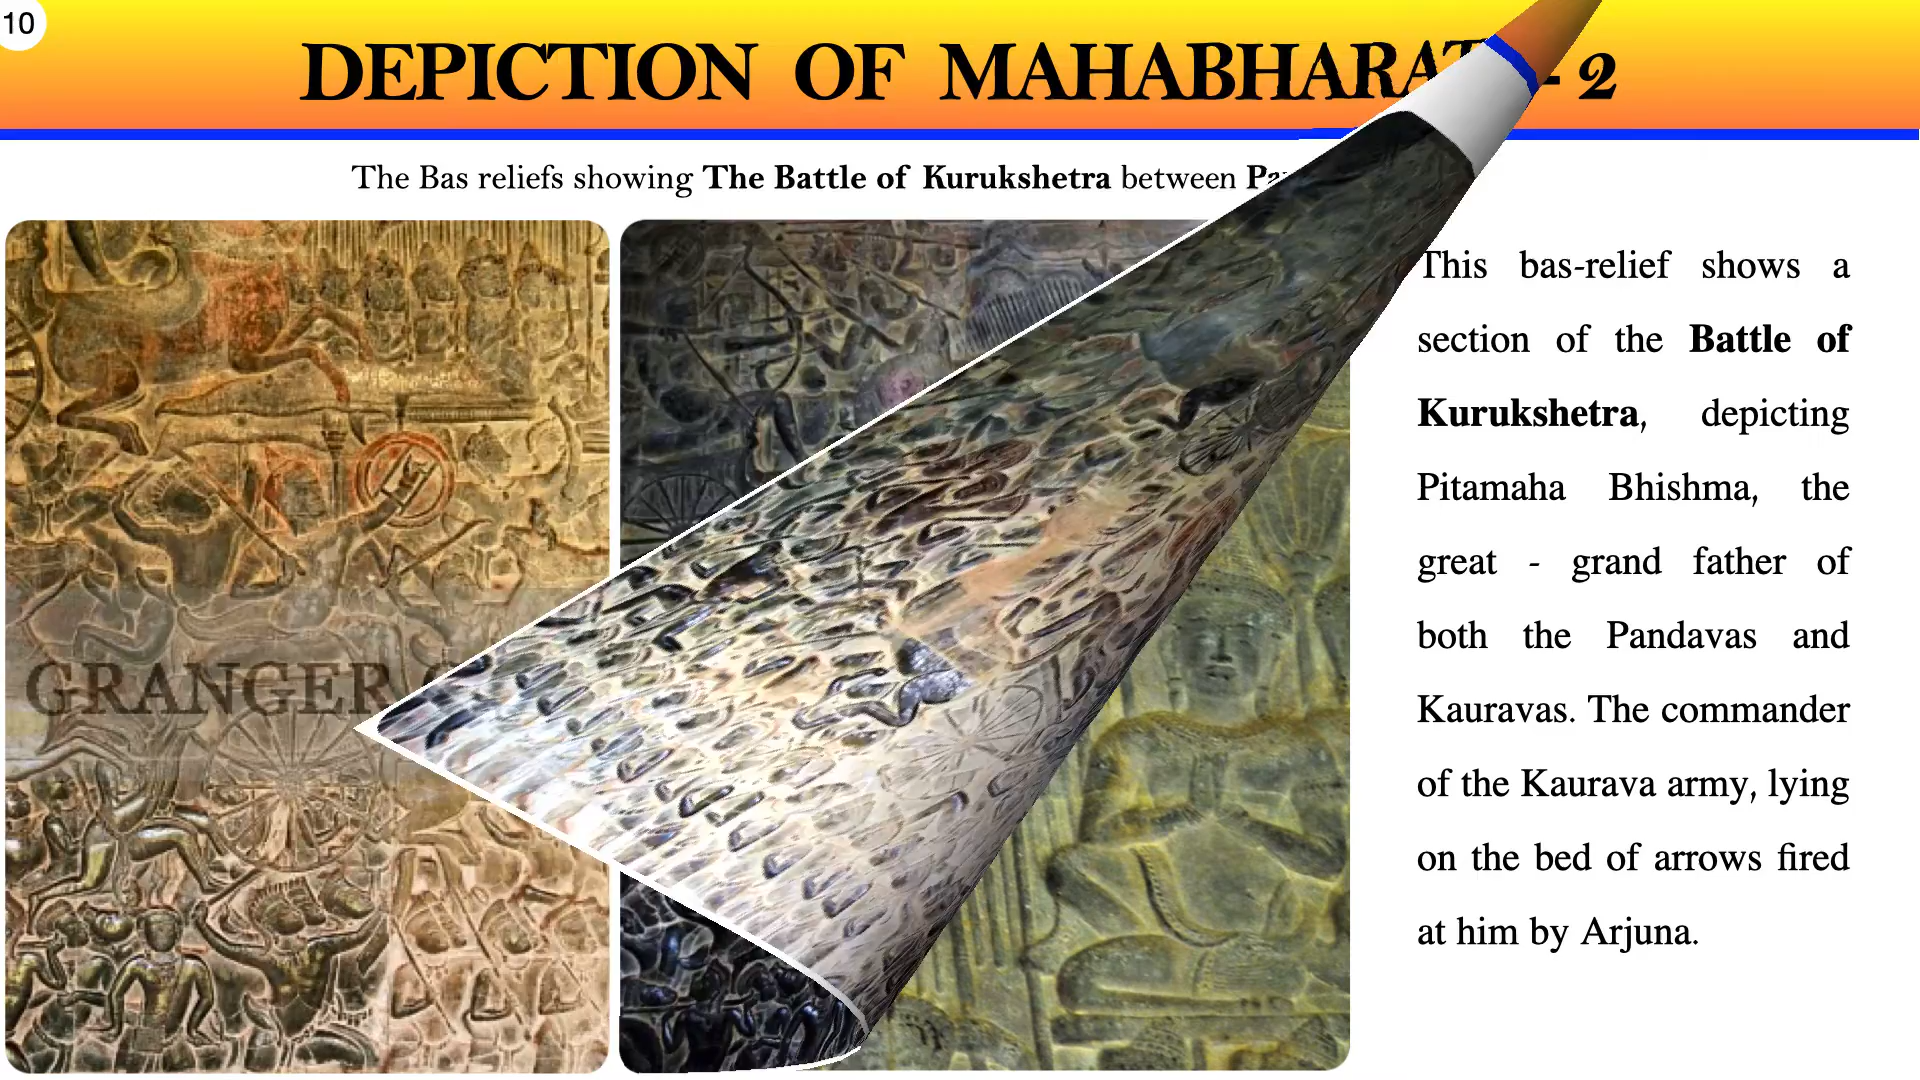 10
DEPICTION OF MAHABHARAT - 2
The Bas reliefs showing The Battle of Kurukshetra between
This bas-relief shows a
section of the Battle of
Kurukshetra, depicting
Pitamaha Bhishma, the
great - grand father of
both the Pandavas and
Kauravas. The commander
of the Kaurava army, lying
on the bed of arrows fired
at him by Arjuna.
GRANGER